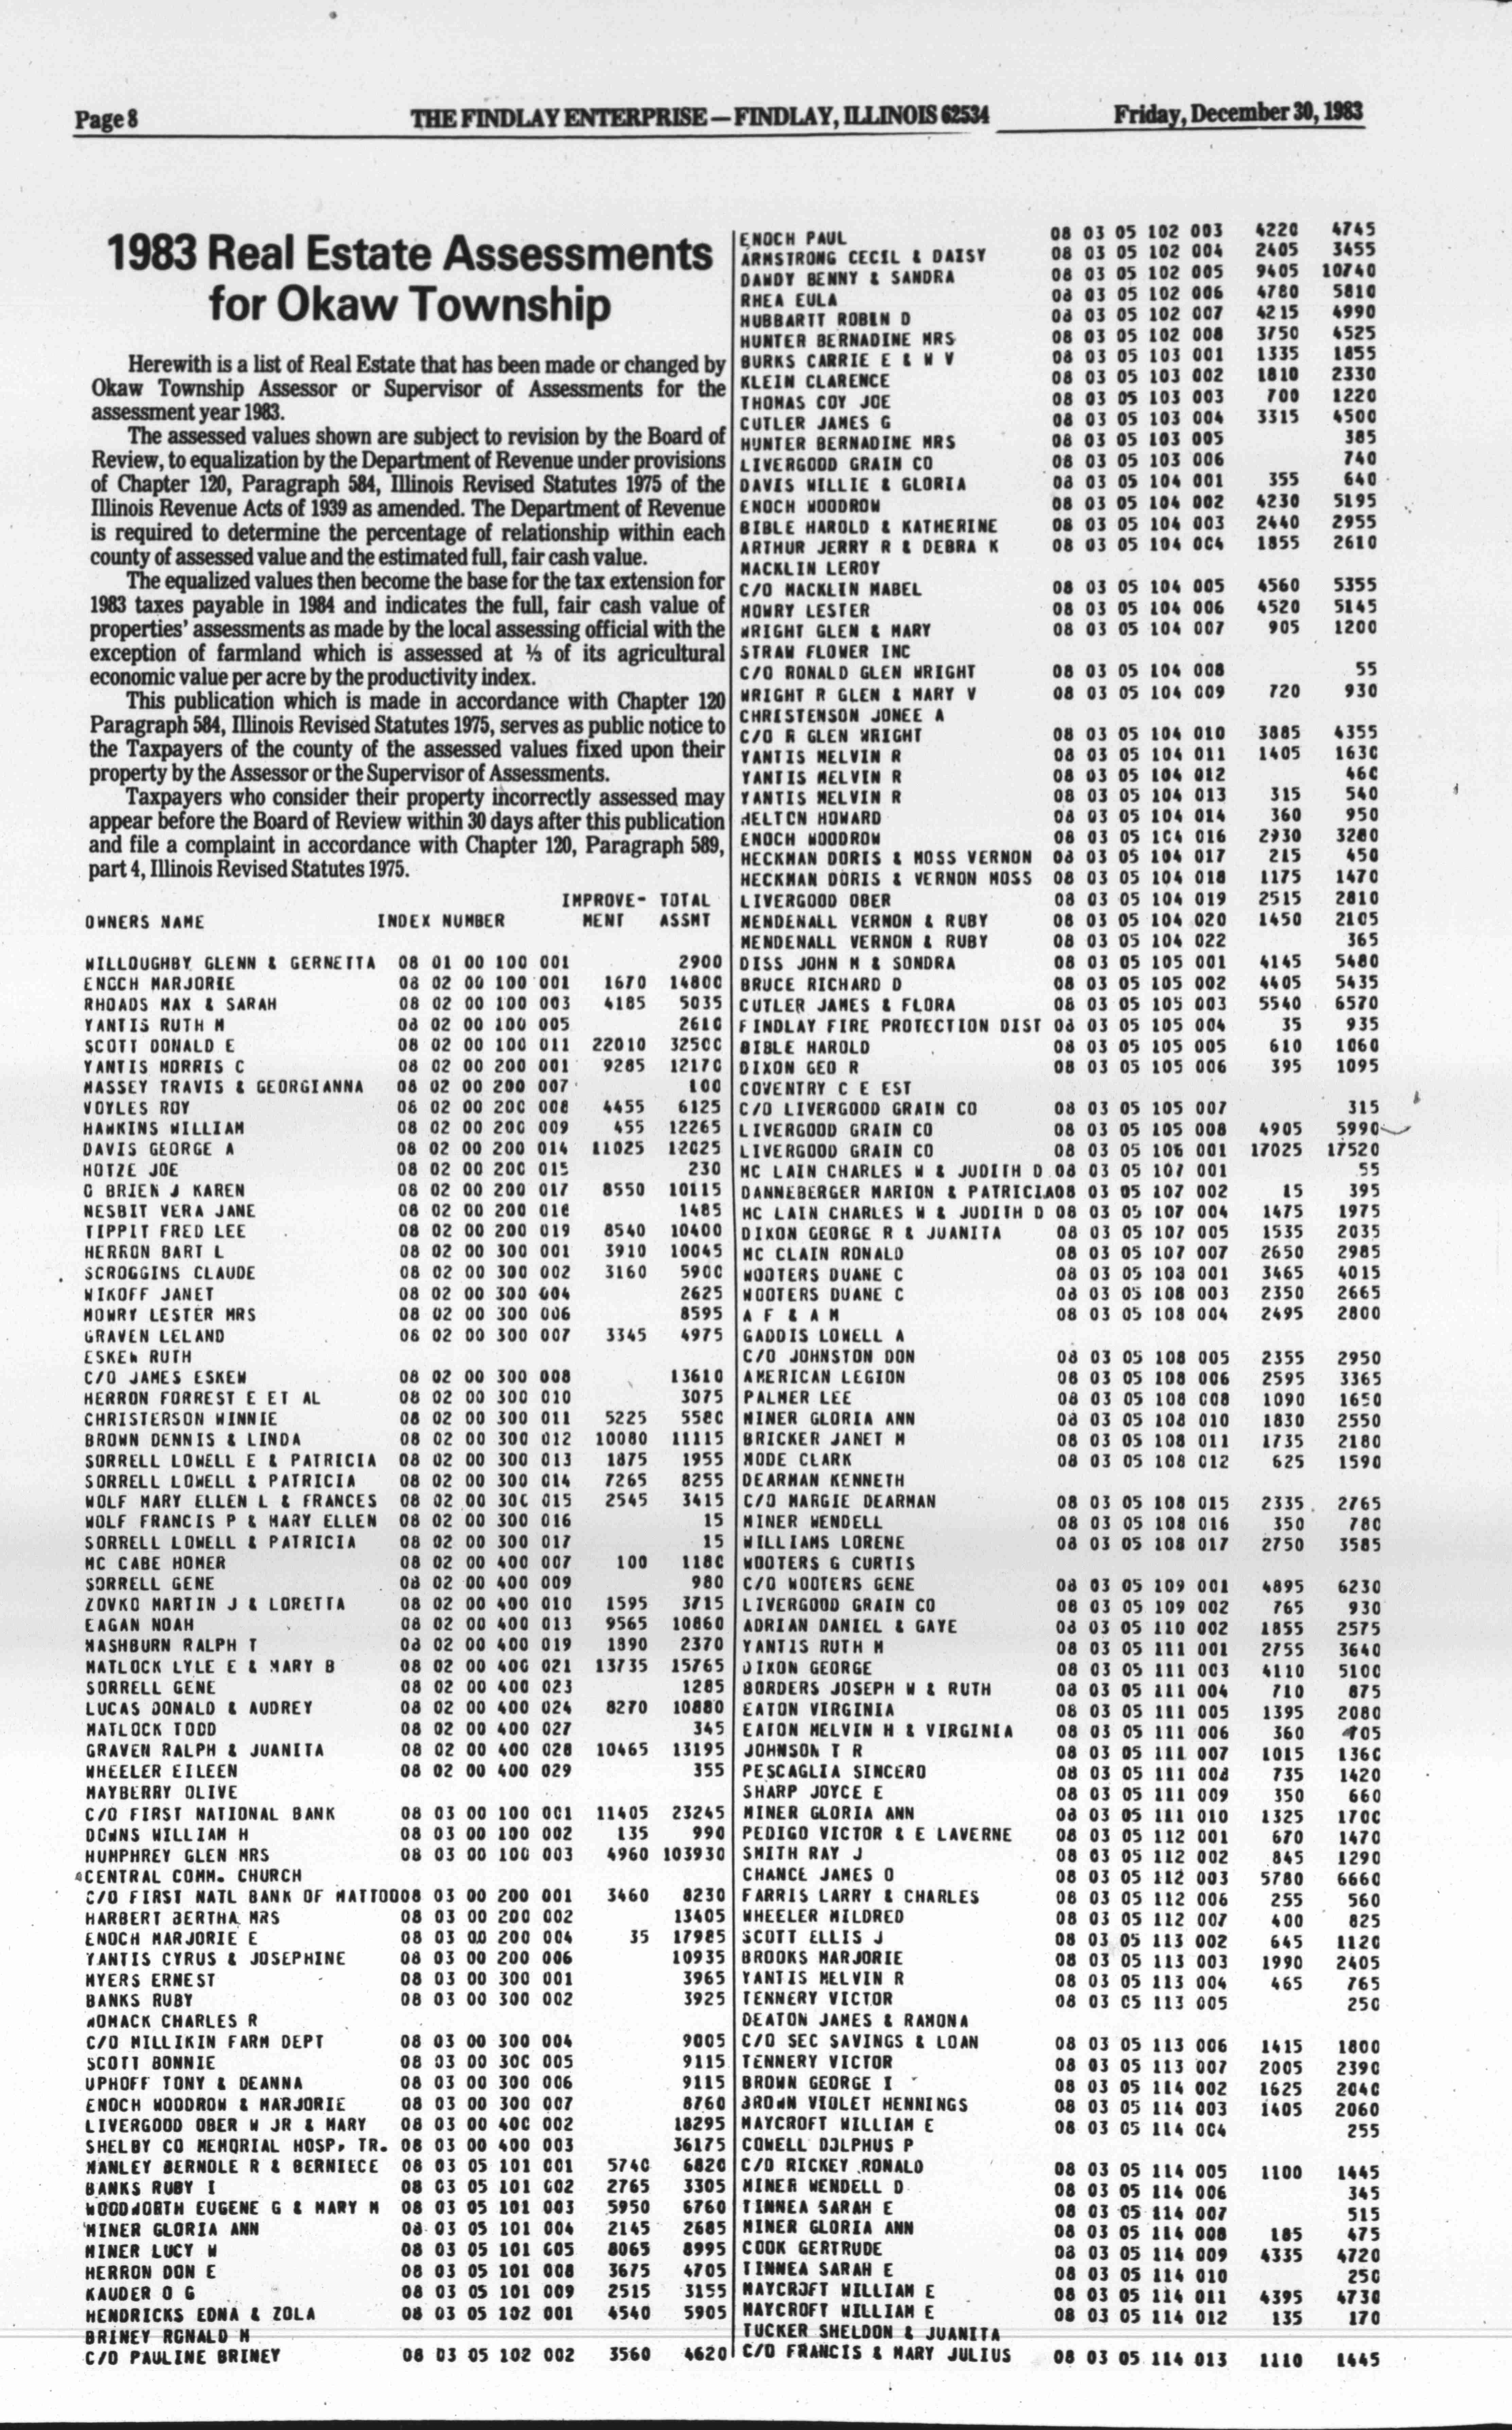 Page 8
THE FINDLAY ENTERPRISE — FINDLAY, ILLINOIS 62534
Friday, December 30, 1983
1983 Real Estate Assessments
for Okaw Township
Herewith is a list of Real Estate that has been made or changed by
Okaw Township Assessor or Supervisor of Assessments for the
assessment year 1983.
The assessed values shown are subject to revision by the Board of
Review, to equalization by the Department of Revenue under provisions
of Chapter 120, Paragraph 584, Illinois Revised Statutes 1975 of the
Illinois Revenue Acts of 1939 as amended. The Department of Revenue
is required to determine the percentage of relationship within each
county of assessed value and the estimated full, fair cash value.
The equalized values then become the base for the tax extension for
1983 taxes payable in 1984 and indicates the full, fair cash value of
properties' assessments as made by the local assessing official with the
exception of farmland which is assessed at ⅓ of its agricultural
economic value per acre by the productivity index.
This publication which is made in accordance with Chapter 120
Paragraph 584, Illinois Revised Statutes 1975, serves as public notice to
the Taxpayers of the county of the assessed values fixed upon their
property by the Assessor or the Supervisor of Assessments.
Taxpayers who consider their property incorrectly assessed may
appear before the Board of Review within 30 days after this publication
and file a complaint in accordance with Chapter 120, Paragraph 589,
part 4, Illinois Revised Statutes 1975.
IMPROVE- TOTAL
OWNERS NAME INDEX NUMBER MENT ASSMT
WILLOUGHBY GLENN & GERNETTA 08 01 00 100 001 2900
ENOCH MARJORIE 08 02 00 100 001 1670 14800
RHOADS MAX & SARAH 08 02 00 100 003 4185 5035
YANTIS RUTH M 08 02 00 100 005 2610
SCOTT DONALD E 08 02 00 100 011 22010 32500
YANTIS MORRIS C 08 02 00 200 001 9285 12170
MASSEY TRAVIS & GEORGIANNA 08 02 00 200 007 100
VOYLES ROY 08 02 00 200 008 4455 6125
HAWKINS WILLIAM 08 02 00 200 009 455 12265
DAVIS GEORGE A 08 02 00 200 014 11025 12025
HOTZE JOE 08 02 00 200 015 230
O BRIEN J KAREN 08 02 00 200 017 8550 10115
NESBIT VERA JANE 08 02 00 200 018 1485
TIPPIT FRED LEE 08 02 00 200 019 8540 10400
HERRON BART L 08 02 00 300 001 3910 10045
SCROGGINS CLAUDE 08 02 00 300 002 3160 5900
WIKOFF JANET 08 02 00 300 004 2625
MOWRY LESTER MRS 08 02 00 300 006 8595
GRAVEN LELAND 08 02 00 300 007 3345 4975
ESKEW RUTH
C/O JAMES ESKEW 08 02 00 300 008 13610
HERRON FORREST E ET AL 08 02 00 300 010 3075
CHRISTERSON WINNIE 08 02 00 300 011 5225 5580
BROWN DENNIS & LINDA 08 02 00 300 012 10080 11115
SORRELL LOWELL E & PATRICIA 08 02 00 300 013 1875 1955
SORRELL LOWELL & PATRICIA 08 02 00 300 014 7265 8255
WOLF MARY ELLEN L & FRANCES 08 02 00 300 015 2545 3415
WOLF FRANCIS P & MARY ELLEN 08 02 00 300 016 15
SORRELL LOWELL & PATRICIA 08 02 00 300 017 15
MC CABE HOMER 08 02 00 400 007 100 1180
SORRELL GENE 08 02 00 400 009 980
ZOVKO MARTIN J & LORETTA 08 02 00 400 010 1595 3715
EAGAN NOAH 08 02 00 400 013 9565 10860
MASHBURN RALPH T 08 02 00 400 019 1890 2370
MATLOCK LYLE E & MARY B 08 02 00 400 021 13735 15765
SORRELL GENE 08 02 00 400 023 1285
LUCAS DONALD & AUDREY 08 02 00 400 024 8270 10880
MATLOCK TODD 08 02 00 400 027 345
GRAVEN RALPH & JUANITA 08 02 00 400 028 10465 13195
WHEELER EILEEN 08 02 00 400 029 355
MAYBERRY OLIVE
C/O FIRST NATIONAL BANK 08 03 00 100 001 11405 23245
DOWNS WILLIAM H 08 03 00 100 002 135 990
HUMPHREY GLEN MRS 08 03 00 100 003 4960 103930
CENTRAL COMM. CHURCH
C/O FIRST NATL BANK OF MATTOO08 03 00 200 001 3460 8230
HARBERT BERTHA MRS 08 03 00 200 002 13405
ENOCH MARJORIE E 08 03 00 200 004 35 17985
YANTIS CYRUS & JOSEPHINE 08 03 00 200 006 10935
MYERS ERNEST 08 03 00 300 001 3965
BANKS RUBY 08 03 00 300 002 3925
WOMACK CHARLES R
C/O MILLIKIN FARM DEPT 08 03 00 300 004 9005
SCOTT BONNIE 08 03 00 300 005 9115
UPHOFF TONY & DEANNA 08 03 00 300 006 9115
ENOCH WOODROW & MARJORIE 08 03 00 300 007 8760
LIVERGOOD OBER W JR & MARY 08 03 00 400 002 18295
SHELBY CO MEMORIAL HOSP. TR. 08 03 00 400 003 36175
MANLEY BERNOLE R & BERNIECE 08 03 05 101 001 5740 6820
BANKS RUBY I 08 03 05 101 002 2765 3305
WOODWORTH EUGENE G & MARY M 08 03 05 101 003 5950 6760
MINER GLORIA ANN 08 03 05 101 004 2145 2685
MINER LUCY W 08 03 05 101 005 8065 8995
HERRON DON E 08 03 05 101 008 3675 4705
KAUDER O G 08 03 05 101 009 2515 3155
HENDRICKS EDNA & ZOLA 08 03 05 102 001 4540 5905
BRINEY RONALD M
C/O PAULINE BRINEY 08 03 05 102 002 3560 4620
ENOCH PAUL 08 03 05 102 003 4220 4745
ARMSTRONG CECIL & DAISY 08 03 05 102 004 2405 3455
DAWDY BENNY & SANDRA 08 03 05 102 005 9405 10740
RHEA EULA 08 03 05 102 006 4780 5810
HUBBARTT ROBIN D 08 03 05 102 007 4215 4990
HUNTER BERNADINE MRS 08 03 05 102 008 3750 4525
BURKS CARRIE E & W V 08 03 05 103 001 1335 1855
KLEIN CLARENCE 08 03 05 103 002 1810 2330
THOMAS COY JOE 08 03 05 103 003 700 1220
CUTLER JAMES G 08 03 05 103 004 3315 4500
HUNTER BERNADINE MRS 08 03 05 103 005 385
LIVERGOOD GRAIN CO 08 03 05 103 006 740
DAVIS WILLIE & GLORIA 08 03 05 104 001 355 640
ENOCH WOODROW 08 03 05 104 002 4230 5195
BIBLE HAROLD & KATHERINE 08 03 05 104 003 2440 2955
ARTHUR JERRY R & DEBRA K 08 03 05 104 004 1855 2610
MACKLIN LEROY
C/O MACKLIN MABEL 08 03 05 104 005 4560 5355
MOWRY LESTER 08 03 05 104 006 4520 5145
WRIGHT GLEN & MARY 08 03 05 104 007 905 1200
STRAW FLOWER INC
C/O RONALD GLEN WRIGHT 08 03 05 104 008 55
WRIGHT R GLEN & MARY V 08 03 05 104 009 720 930
CHRISTENSON JONEE A
C/O R GLEN WRIGHT 08 03 05 104 010 3885 4355
YANTIS MELVIN R 08 03 05 104 011 1405 1630
YANTIS MELVIN R 08 03 05 104 012 460
YANTIS MELVIN R 08 03 05 104 013 315 540
HELTON HOWARD 08 03 05 104 014 360 950
ENOCH WOODROW 08 03 05 104 016 2930 3280
HECKMAN DORIS & MOSS VERNON 08 03 05 104 017 215 450
HECKMAN DORIS & VERNON MOSS 08 03 05 104 018 1175 1470
LIVERGOOD OBER 08 03 05 104 019 2515 2810
MENDENALL VERNON & RUBY 08 03 05 104 020 1450 2105
MENDENALL VERNON & RUBY 08 03 05 104 022 365
DISS JOHN M & SONDRA 08 03 05 105 001 4145 5480
BRUCE RICHARD D 08 03 05 105 002 4405 5435
CUTLER JAMES & FLORA 08 03 05 105 003 5540 6570
FINDLAY FIRE PROTECTION DIST 08 03 05 105 004 35 935
BIBLE HAROLD 08 03 05 105 005 610 1060
DIXON GEO R 08 03 05 105 006 395 1095
COVENTRY C E EST
C/O LIVERGOOD GRAIN CO 08 03 05 105 007 315
LIVERGOOD GRAIN CO 08 03 05 105 008 4905 5990
LIVERGOOD GRAIN CO 08 03 05 106 001 17025 17520
MC LAIN CHARLES W & JUDITH D 08 03 05 107 001 55
DANNEBERGER MARION & PATRICIA08 03 05 107 002 15 395
MC LAIN CHARLES W & JUDITH D 08 03 05 107 004 1475 1975
DIXON GEORGE R & JUANITA 08 03 05 107 005 1535 2035
MC CLAIN RONALD 08 03 05 107 007 2650 2985
WOOTERS DUANE C 08 03 05 108 001 3465 4015
WOOTERS DUANE C 08 03 05 108 003 2350 2665
A F & A M 08 03 05 108 004 2495 2800
GADDIS LOWELL A
C/O JOHNSTON DON 08 03 05 108 005 2355 2950
AMERICAN LEGION 08 03 05 108 006 2595 3365
PALMER LEE 08 03 05 108 008 1090 1650
MINER GLORIA ANN 08 03 05 108 010 1830 2550
BRICKER JANET M 08 03 05 108 011 1735 2180
MODE CLARK 08 03 05 108 012 625 1590
DEARMAN KENNETH
C/O MARGIE DEARMAN 08 03 05 108 015 2335 2765
MINER WENDELL 08 03 05 108 016 350 780
WILLIAMS LORENE 08 03 05 108 017 2750 3585
WOOTERS G CURTIS
C/O WOOTERS GENE 08 03 05 109 001 4895 6230
LIVERGOOD GRAIN CO 08 03 05 109 002 765 930
ADRIAN DANIEL & GAYE 08 03 05 110 002 1855 2575
YANTIS RUTH M 08 03 05 111 001 2755 3640
DIXON GEORGE 08 03 05 111 003 4110 5100
BORDERS JOSEPH W & RUTH 08 03 05 111 004 710 875
EATON VIRGINIA 08 03 05 111 005 1395 2080
EATON MELVIN H & VIRGINIA 08 03 05 111 006 360 705
JOHNSON T R 08 03 05 111 007 1015 1360
PESCAGLIA SINCERO 08 03 05 111 008 735 1420
SHARP JOYCE E 08 03 05 111 009 350 660
MINER GLORIA ANN 08 03 05 111 010 1325 1700
PEDIGO VICTOR & E LAVERNE 08 03 05 112 001 670 1470
SMITH RAY J 08 03 05 112 002 845 1290
CHANCE JAMES O 08 03 05 112 003 5780 6660
FARRIS LARRY & CHARLES 08 03 05 112 006 255 560
WHEELER MILDRED 08 03 05 112 007 400 825
SCOTT ELLIS J 08 03 05 113 002 645 1120
BROOKS MARJORIE 08 03 05 113 003 1990 2405
YANTIS MELVIN R 08 03 05 113 004 465 765
TENNERY VICTOR 08 03 05 113 005 250
DEATON JAMES & RAMONA
C/O SEC SAVINGS & LOAN 08 03 05 113 006 1415 1800
TENNERY VICTOR 08 03 05 113 007 2005 2390
BROWN GEORGE I 08 03 05 114 002 1625 2040
BROWN VIOLET HENNINGS 08 03 05 114 003 1405 2060
MAYCROFT WILLIAM E 08 03 05 114 004 255
COWELL DOLPHUS P
C/O RICKEY RONALD 08 03 05 114 005 1100 1445
MINER WENDELL D 08 03 05 114 006 345
TINNEA SARAH E 08 03 05 114 007 515
MINER GLORIA ANN 08 03 05 114 008 185 475
COOK GERTRUDE 08 03 05 114 009 4335 4720
TINNEA SARAH E 08 03 05 114 010 250
MAYCROFT WILLIAM E 08 03 05 114 011 4395 4730
MAYCROFT WILLIAM E 08 03 05 114 012 135 170
TUCKER SHELDON & JUANITA
C/O FRANCIS & MARY JULIUS 08 03 05 114 013 1110 1445